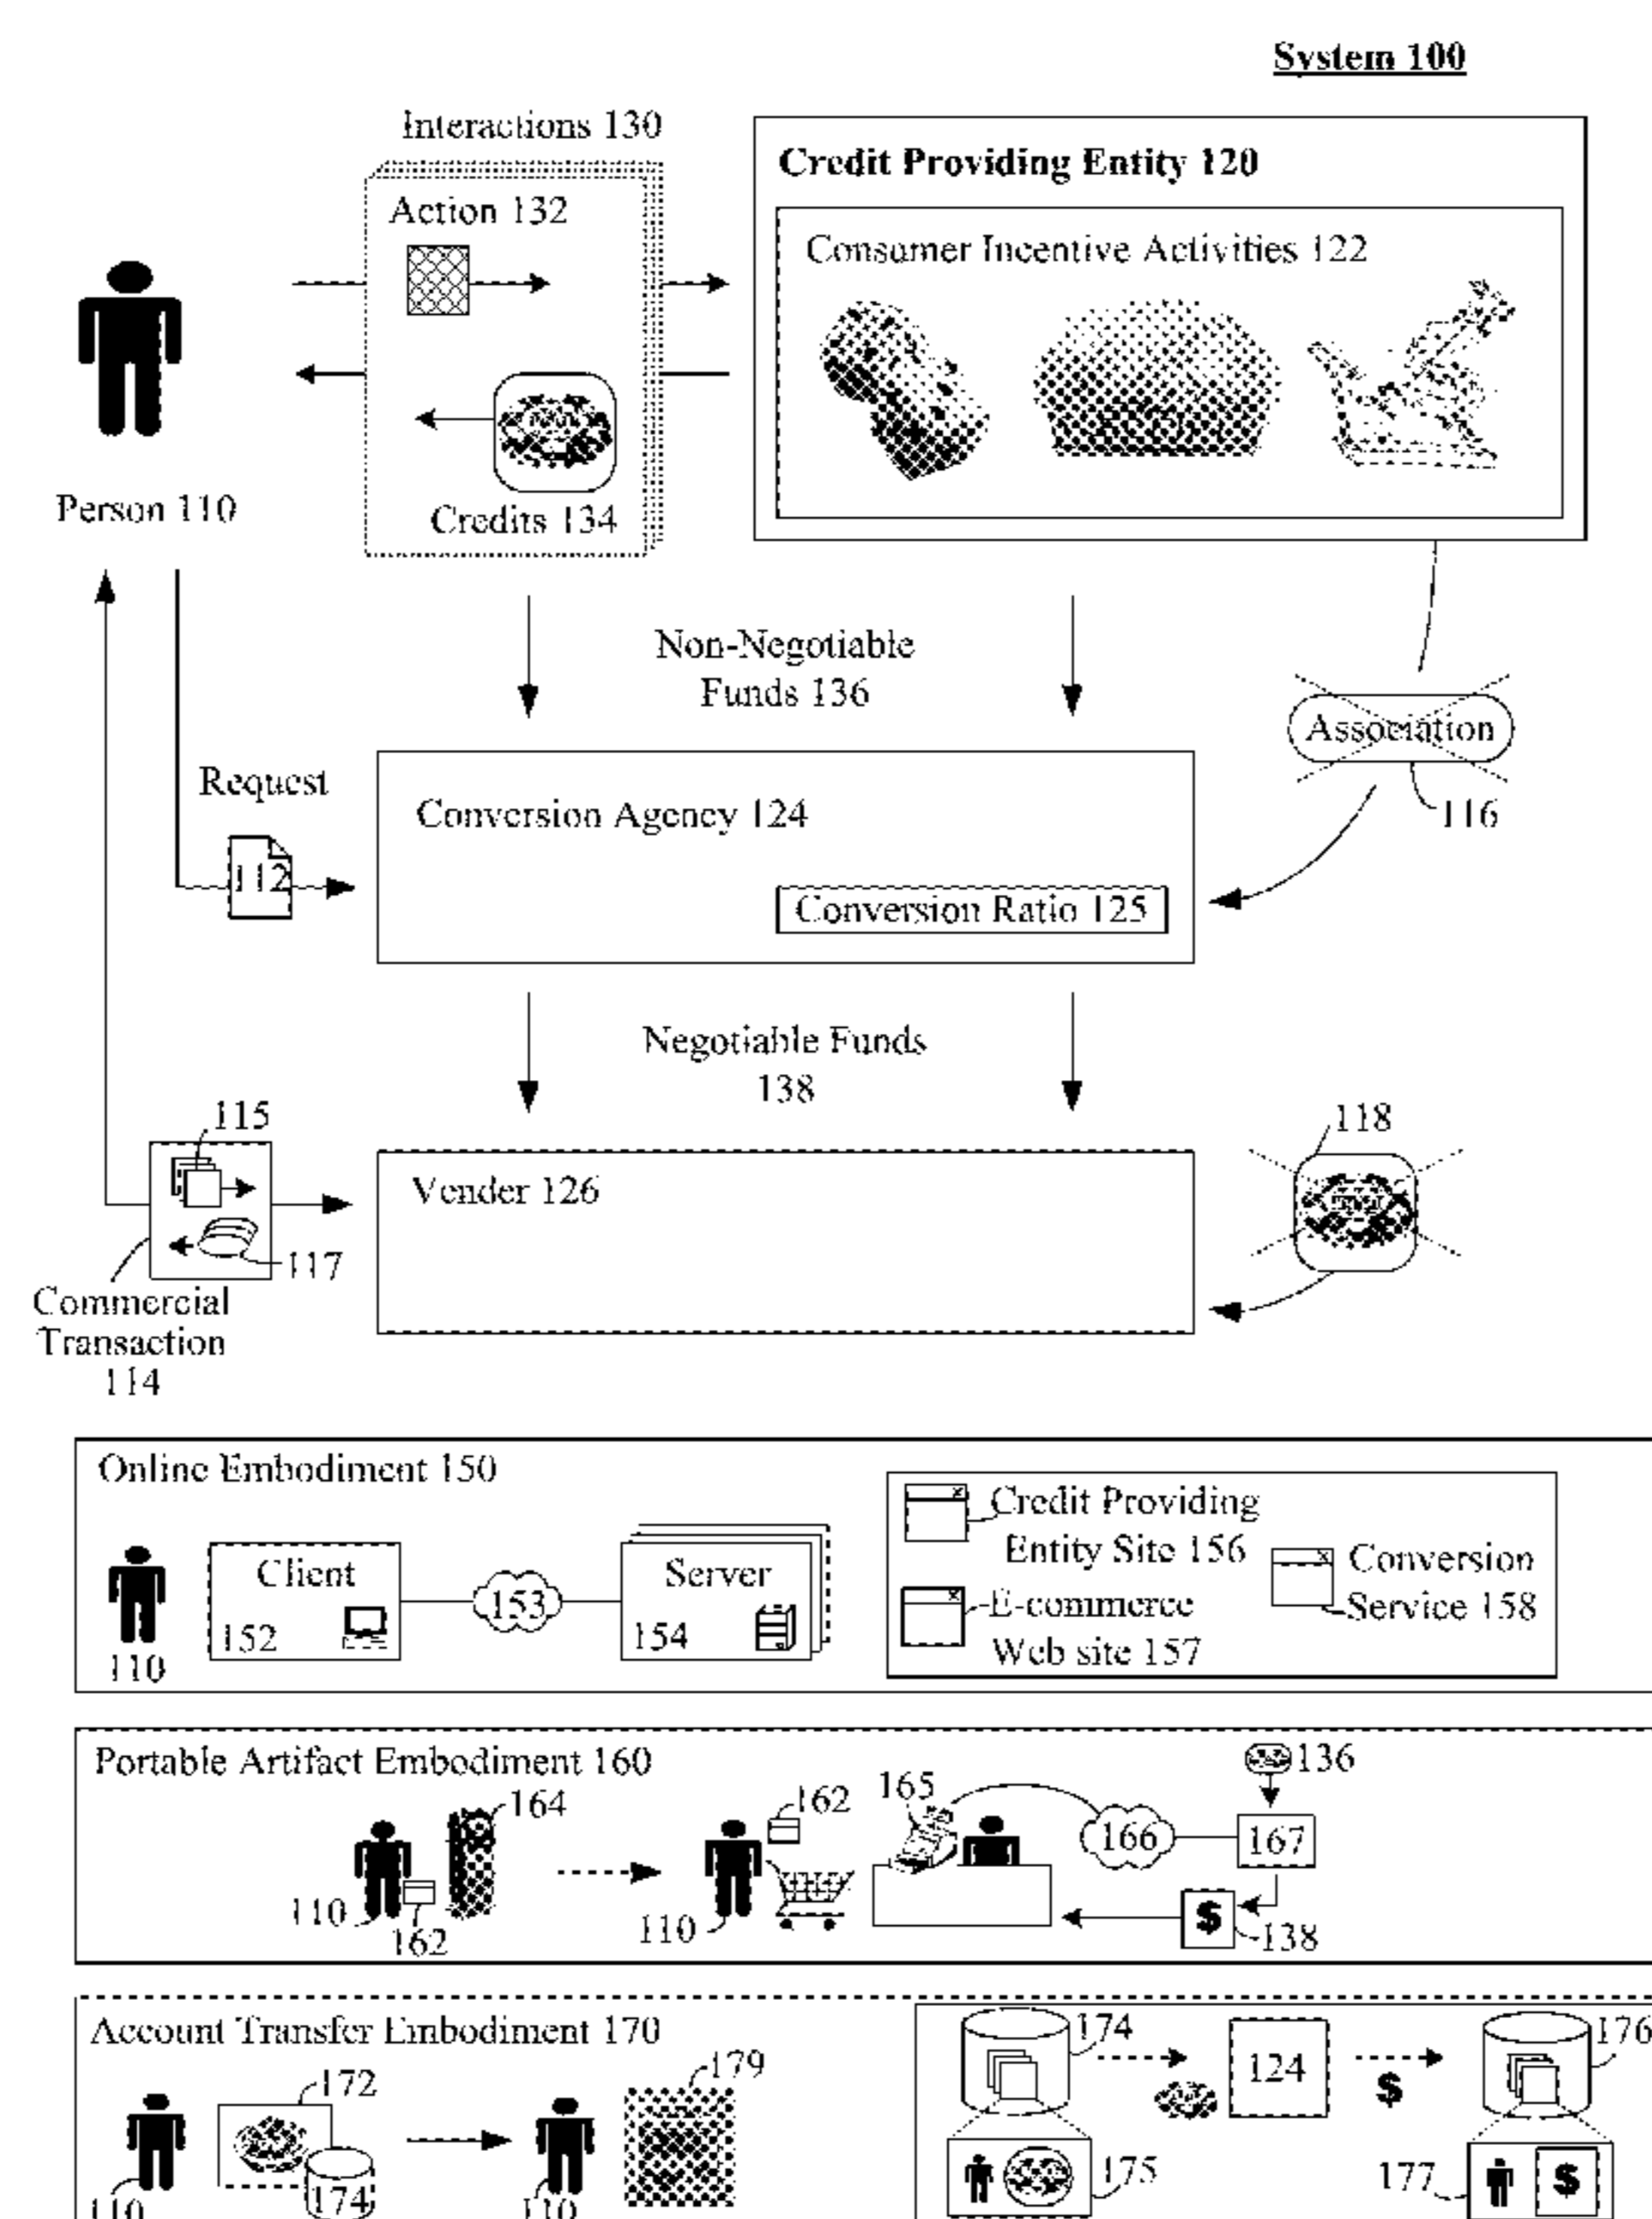 System 100
Interactions 130
Credit Providing Entity 120
Action 132
Consumer Incentive Activities 122
Person 110
Credits 134
Non-Negotiable
Funds 136
Association
116
Request
112
Conversion Agency 124
Conversion Ratio 125
Negotiable Funds
138
115
118
Vender 126
117
Commercial
Transaction
114
Online Embodiment 150
Credit Providing
Entity Site 156
Conversion
Service 158
E-commerce
Web site 157
Client
152
153
Server
154
110
Portable Artifact Embodiment 160
164
162
165
136
166
167
110
162
110
$
138
Account Transfer Embodiment 170
172
179
174
124
176
$
110
174
110
175
177
$